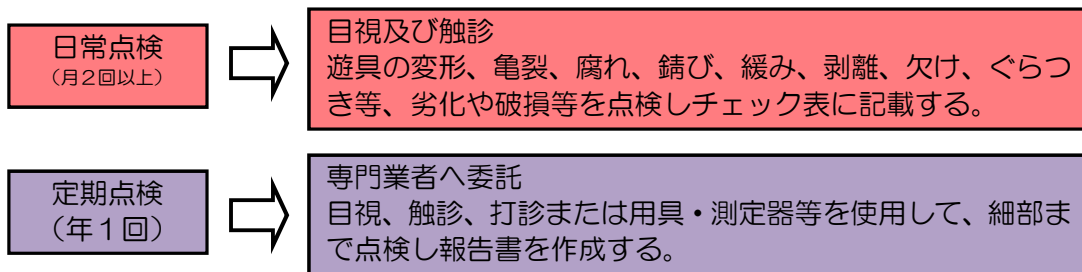 日常点検
（月２回以上）
目視及び触診
遊具の変形、亀裂、腐れ、錆び、緩み、剥離、欠け、ぐらつ
き等、劣化や破損等を点検しチェック表に記載する。
定期点検
（年１回）
専門業者へ委託
目視、触診、打診または用具・測定器等を使用して、細部ま
で点検し報告書を作成する。